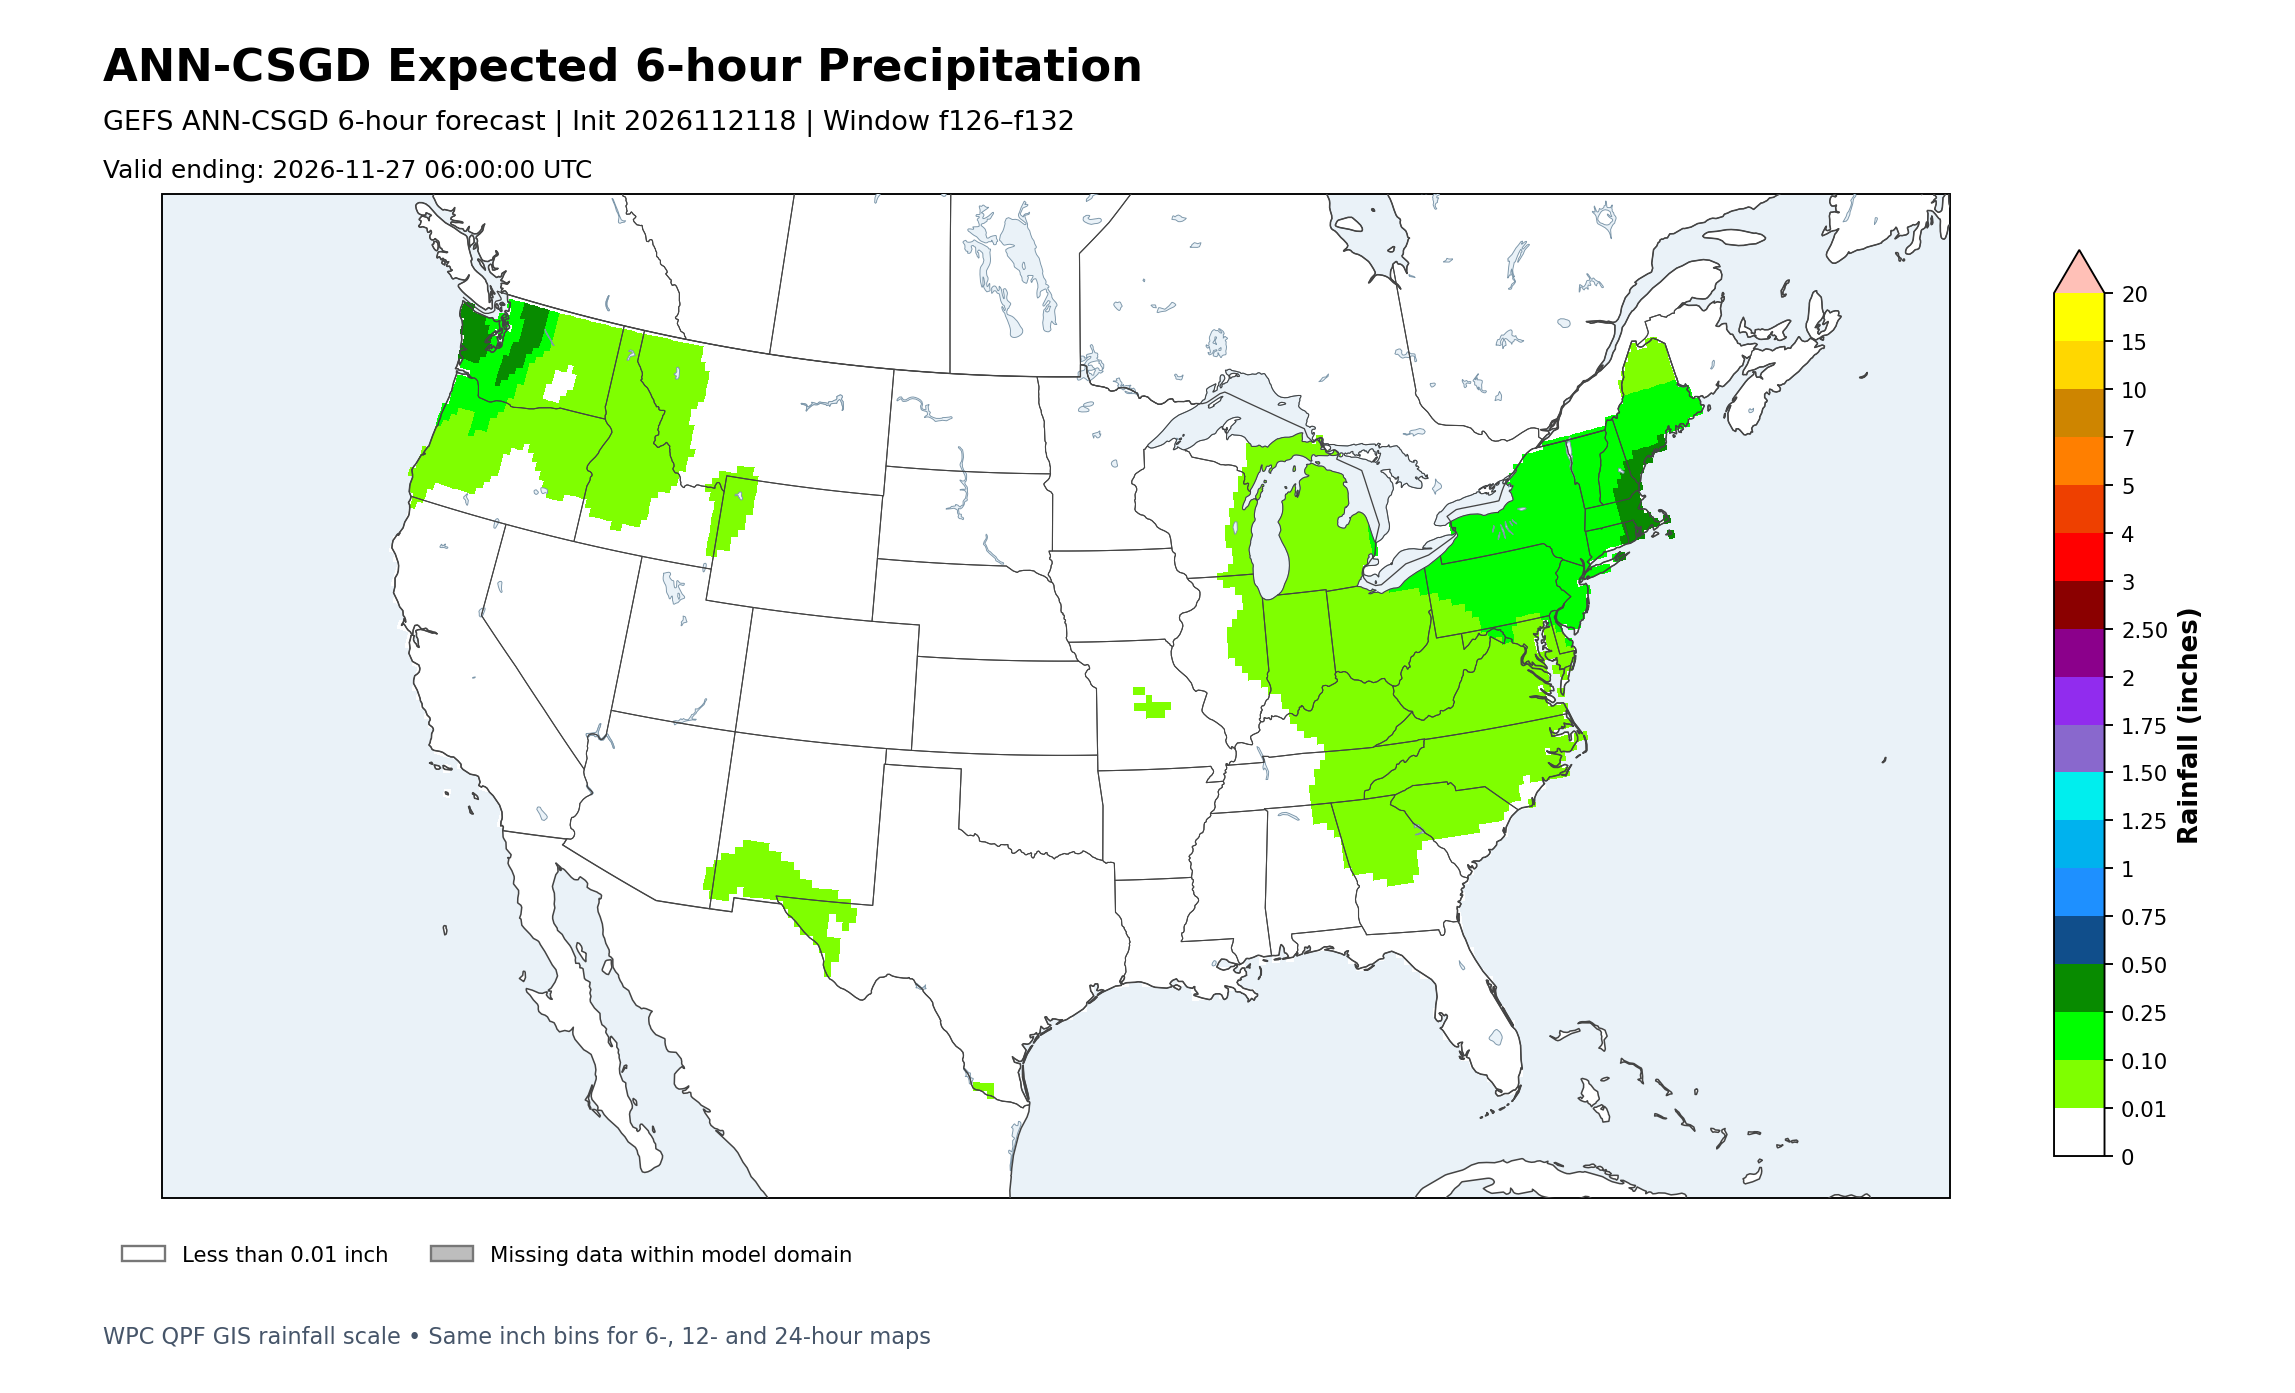 ANN-CSGD Expected 6-hour Precipitation
GEFS ANN-CSGD 6-hour forecast | Init 2026112118 | Window f126–f132
Valid ending: 2026-11-27 06:00:00 UTC
20
15
10
7
5
4
3
2.50
2
1.75
1.50
1.25
1
0.75
0.50
0.25
0.10
0.01
0
Rainfall (inches)
Less than 0.01 inch
Missing data within model domain
WPC QPF GIS rainfall scale • Same inch bins for 6-, 12- and 24-hour maps